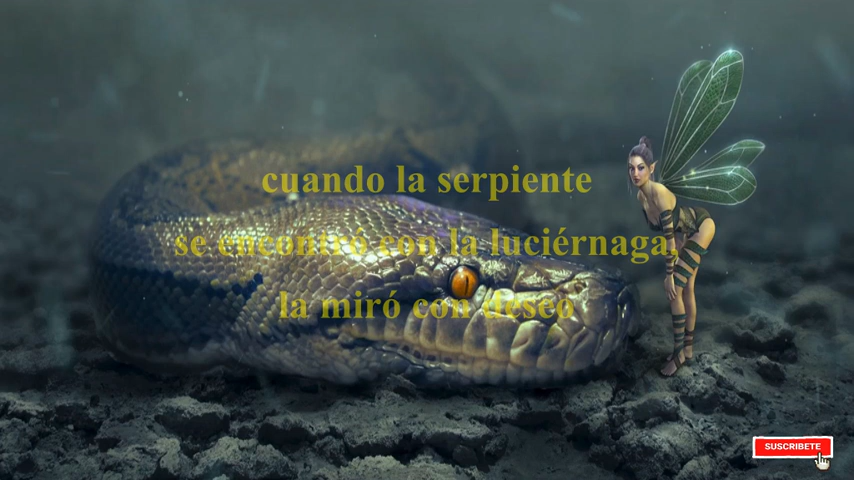 cuando la serpiente
se encontró con la luciérnaga,
la miró con deseo
SUSCRIBETE